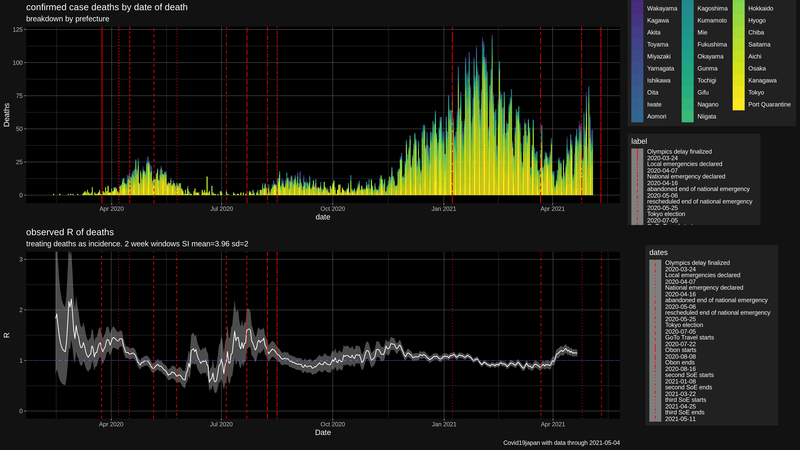 confirmed case deaths by date of death
breakdown by prefecture
125
100
75
50
25
0
Deaths
Apr 2020
Jul 2020
Oct 2020
Jan 2021
Apr 2021
date
Wakayama
Kagawa
Akita
Toyama
Miyazaki
Yamagata
Ishikawa
Oita
Iwate
Aomori
Kagoshima
Kumamoto
Mie
Fukushima
Okayama
Gunma
Tochigi
Gifu
Nagano
Niigata
Hokkaido
Hyogo
Chiba
Saitama
Aichi
Osaka
Kanagawa
Tokyo
Port Quarantine
label
Olympics delay finalized
2020-03-24
Local emergencies declared
2020-04-07
National emergency declared
2020-04-16
abandoned end of national emergency
2020-05-06
rescheduled end of national emergency
2020-05-25
Tokyo election
2020-07-05
observed R of deaths
treating deaths as incidence. 2 week windows SI mean=3.96 sd=2
3
2
1
0
R
Apr 2020
Jul 2020
Oct 2020
Jan 2021
Apr 2021
Date
dates
Olympics delay finalized
2020-03-24
Local emergencies declared
2020-04-07
National emergency declared
2020-04-16
abandoned end of national emergency
2020-05-06
rescheduled end of national emergency
2020-05-25
Tokyo election
2020-07-05
GoTo Travel starts
2020-07-22
Obon starts
2020-08-08
Obon ends
2020-08-16
second SoE starts
2021-01-08
second SoE ends
2021-03-22
third SoE starts
2021-04-25
third SoE ends
2021-05-11
Covid19japan with data through 2021-05-04